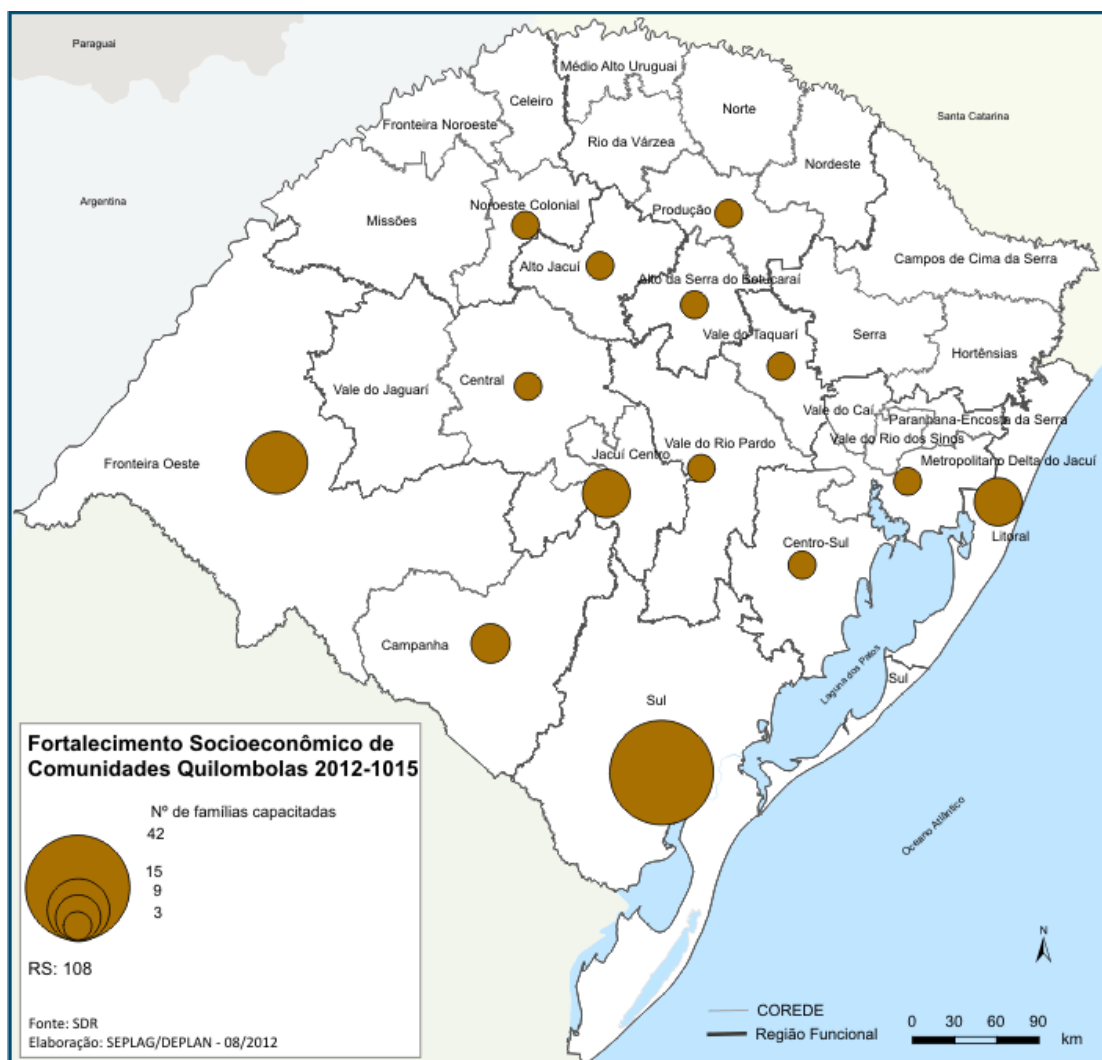 Paraguai
Médio Alto Uruguai
Celeiro
Norte
Santa Catarina
Fronteira Noroeste
Rio da Várzea
Nordeste
Argentina
Missões
Noroeste Colonial
Produção
Alto Jacuí
Campos de Cima da Serra
Alto da Serra do Botucaraí
Vale do Taquarí
Serra
Hortênsias
Central
Vale do Jaguarí
Vale do Caí
Paranhana-Encosta da Serra
Vale do Rio dos Sinos
Vale do Rio Pardo
Jacuí Centro
Fronteira Oeste
Metropolitano Delta do Jacuí
Litoral
Centro-Sul
Campanha
Laguna dos Patos
Sul
Sul
Oceano Atlântico
Fortalecimento Socioeconômico de
Comunidades Quilombolas 2012-1015
Nº de famílias capacitadas
42
15
9
3
RS: 108
Fonte: SDR
Elaboração: SEPLAG/DEPLAN - 08/2012
N
COREDE
Região Funcional
0 30 60 90
km